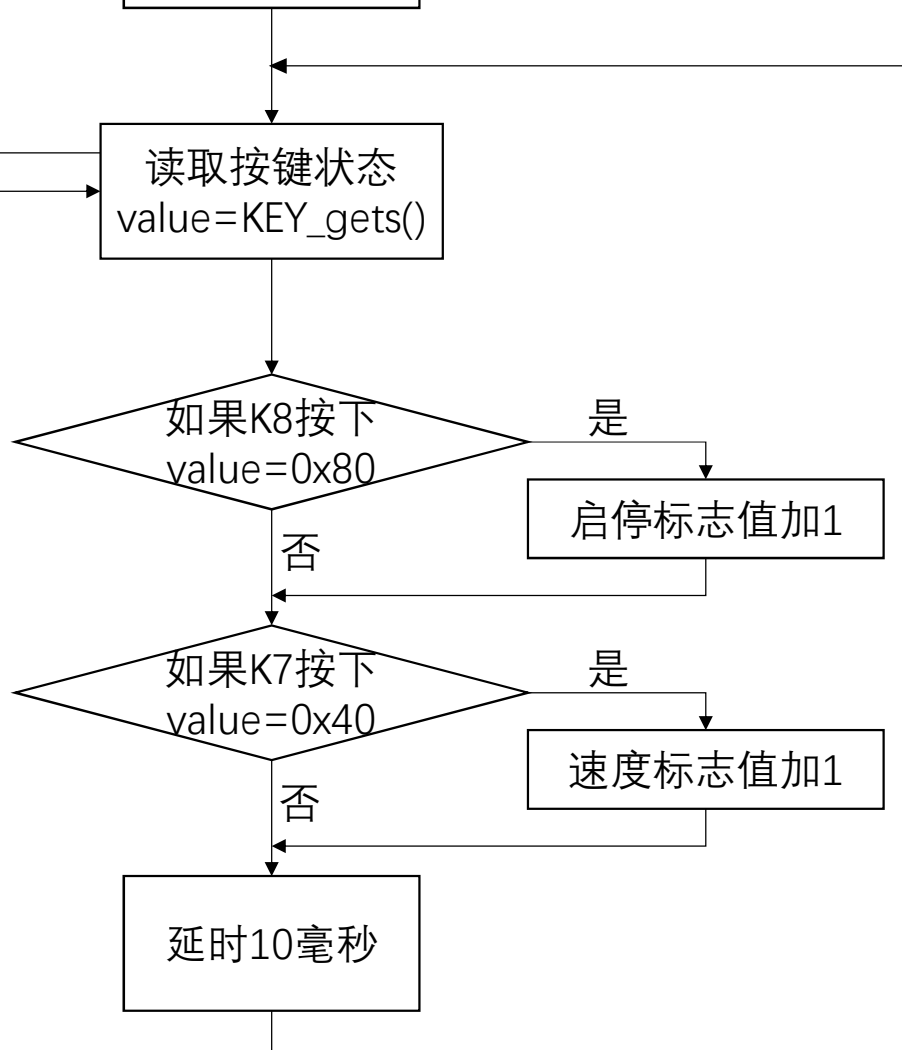 读取按键状态
value=KEY_gets()
如果K8按下
value=0x80
是
启停标志值加1
否
如果K7按下
value=0x40
是
速度标志值加1
否
延时10毫秒